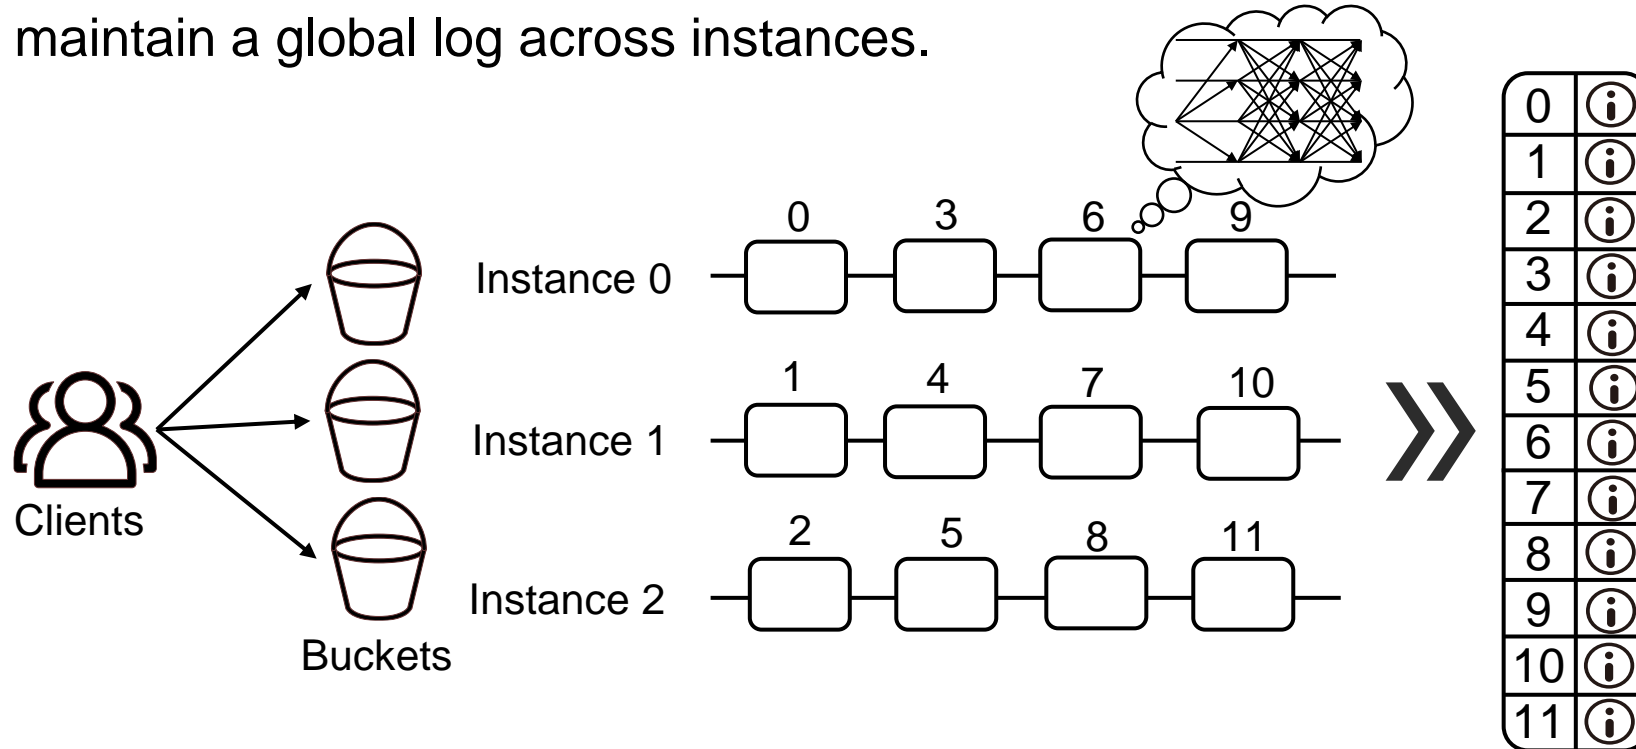 maintain a global log across instances.
Clients
Buckets
Instance 0
0 3 6 9
Instance 1
1 4 7 10
Instance 2
2 5 8 11
0 i
1 i
2 i
3 i
4 i
5 i
6 i
7 i
8 i
9 i
10 i
11 i